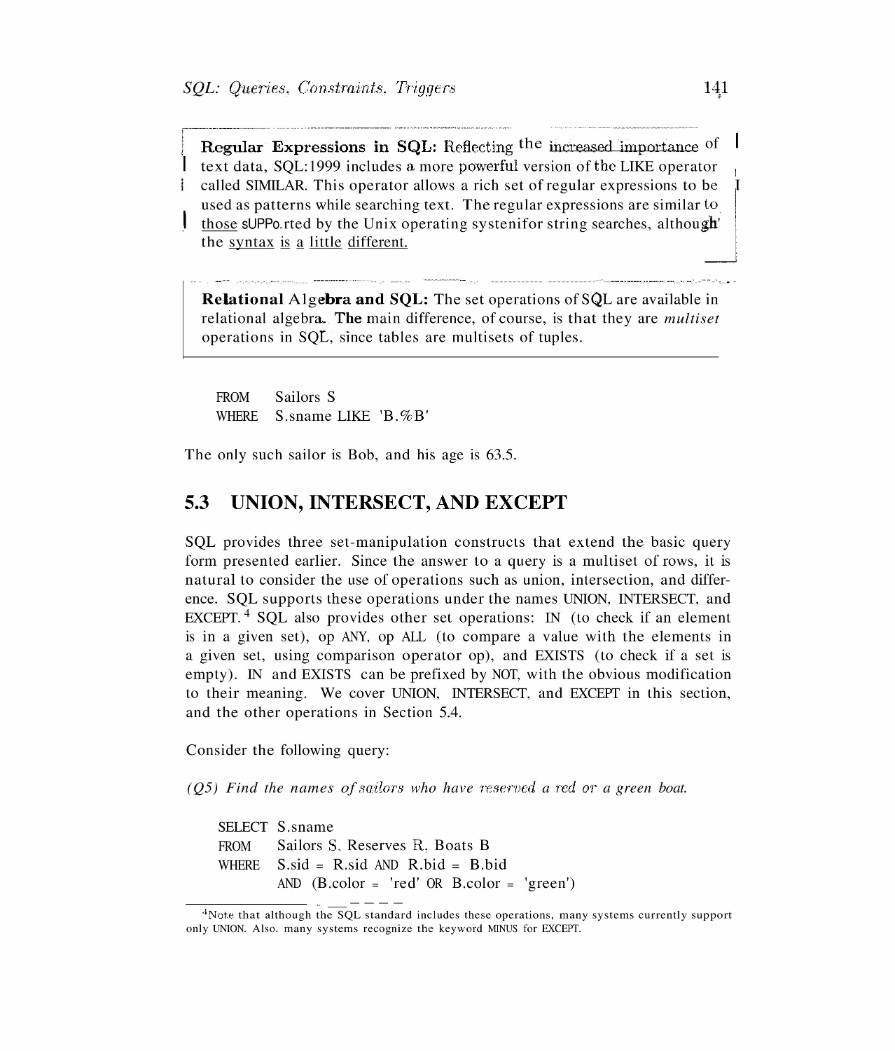 SQL: Queries, Constraints, Triggers 141
Regular Expressions in SQL: Reflecting the increased importance of
text data, SQL:1999 includes a more powerful version of the LIKE operator
called SIMILAR. This operator allows a rich set of regular expressions to be
used as patterns while searching text. The regular expressions are similar to
those sUPPo.rted by the Unix operating systenifor string searches, although'
the syntax is a little different.
Relational Algebra and SQL: The set operations of SQL are available in
relational algebra. The main difference, of course, is that they are multiset
operations in SQL, since tables are multisets of tuples.
FROM Sailors S
WHERE S.sname LIKE 'B.%B'
The only such sailor is Bob, and his age is 63.5.
5.3 UNION, INTERSECT, AND EXCEPT
SQL provides three set-manipulation constructs that extend the basic query
form presented earlier. Since the answer to a query is a multiset of rows, it is
natural to consider the use of operations such as union, intersection, and differ-
ence. SQL supports these operations under the names UNION, INTERSECT, and
EXCEPT. 4 SQL also provides other set operations: IN (to check if an element
is in a given set), op ANY, op ALL (to compare a value with the elements in
a given set, using comparison operator op), and EXISTS (to check if a set is
empty). IN and EXISTS can be prefixed by NOT, with the obvious modification
to their meaning. We cover UNION, INTERSECT, and EXCEPT in this section,
and the other operations in Section 5.4.
Consider the following query:
(Q5) Find the names of sailors who have reserved a red or a green boat.
SELECT S.sname
FROM Sailors S, Reserves R, Boats B
WHERE S.sid = R.sid AND R.bid = B.bid
AND (B.color = 'red' OR B.color = 'green')
4Note that although the SQL standard includes these operations, many systems currently support
only UNION. Also. many systems recognize the keyword MINUS for EXCEPT.